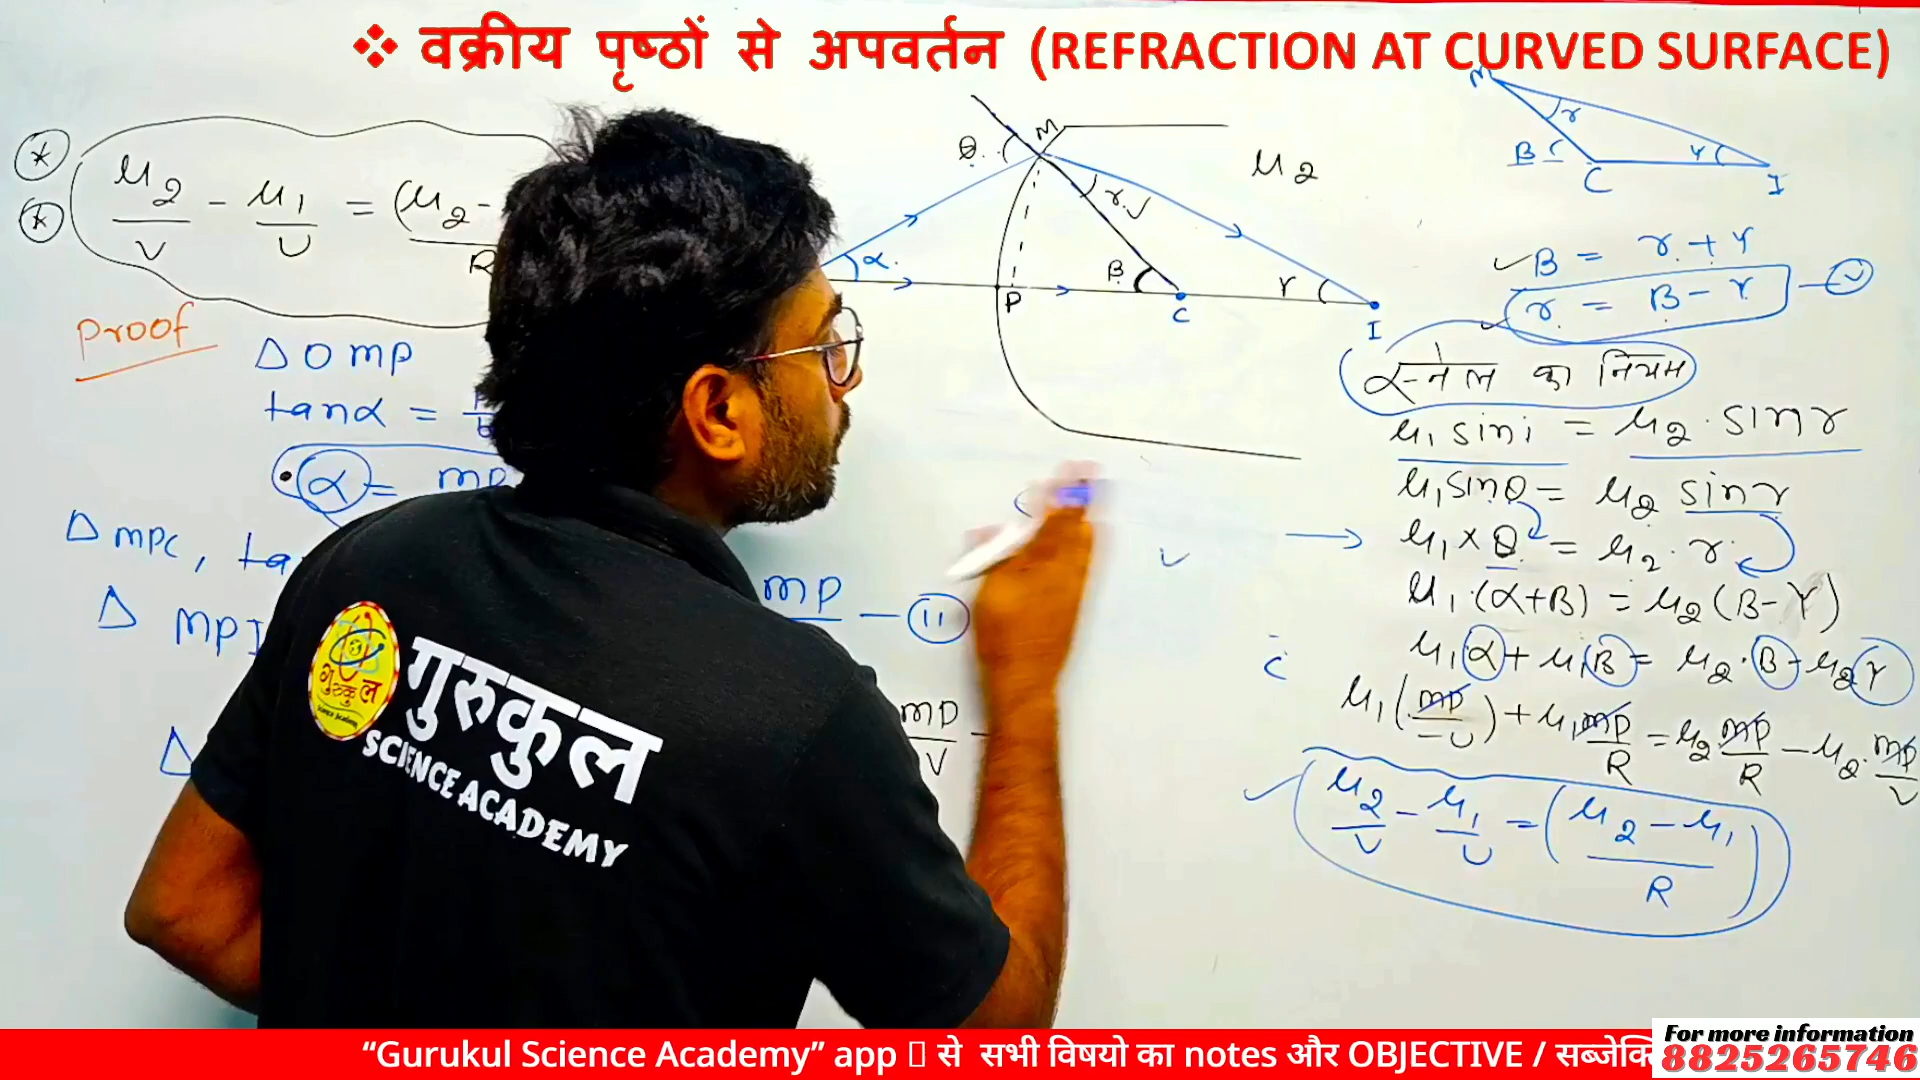 ❖ वक्रीय पृष्ठों से अपवर्तन (REFRACTION AT CURVED SURFACE)
μ2/v - μ1/u = (μ2 -
R
Proof
Δ OMP
tanα =
α = MP
Δ MPC, ta
Δ MPI
Δ
MP — (11)
MP/v -
θ M μ2
α r
β γ
P C I
M
r
β γ
C I
β = r + γ
r = β - γ — (v)
स्-नेल का नियम
μ1 sin i = μ2 . sin r
μ1 sinθ = μ2 sin r
μ1 × θ = μ2 . r
μ1 . (α+β) = μ2 (β - γ)
μ1 α + μ1 β = μ2 . β - μ2 γ
μ1 (MP/-u) + μ1 MP/R = μ2 MP/R - μ2 . MP/v
μ2/v - μ1/u = (μ2 - μ1/R)
गुरुकुल
SCIENCE ACADEMY
गुरुकुल
“Gurukul Science Academy” app से सभी विषयो का notes और OBJECTIVE /
For more information
8825265746